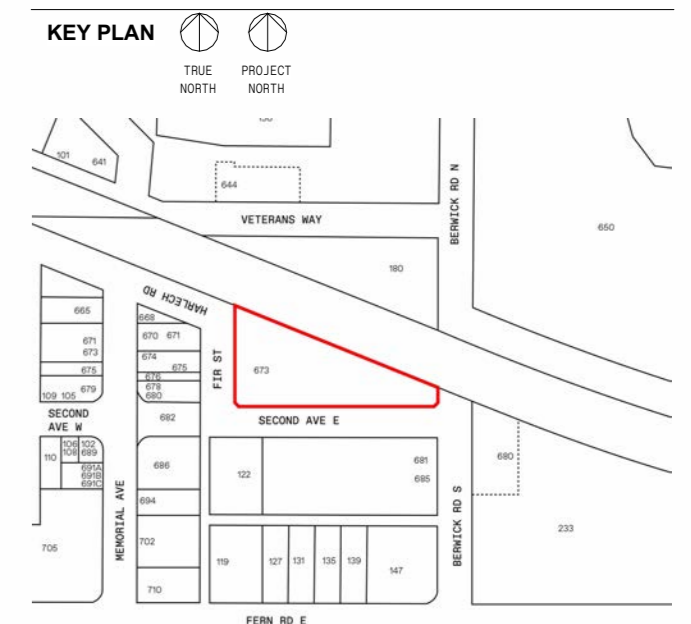 KEY PLAN
TRUE NORTH
PROJECT NORTH
101
641
644
VETERANS WAY
BERWICK RD N
650
180
HARLECH RD
665
671
673
675
679
109 105
668
670 671
674
675
676
678
680
682
FIR ST
673
SECOND AVE E
SECOND
AVE W
110
106
108
102
689
691A
691B
691C
686
694
702
710
705
MEMORIAL AVE
122
681
685
680
BERWICK RD S
233
119
127
131
135
139
147
FERN RD E